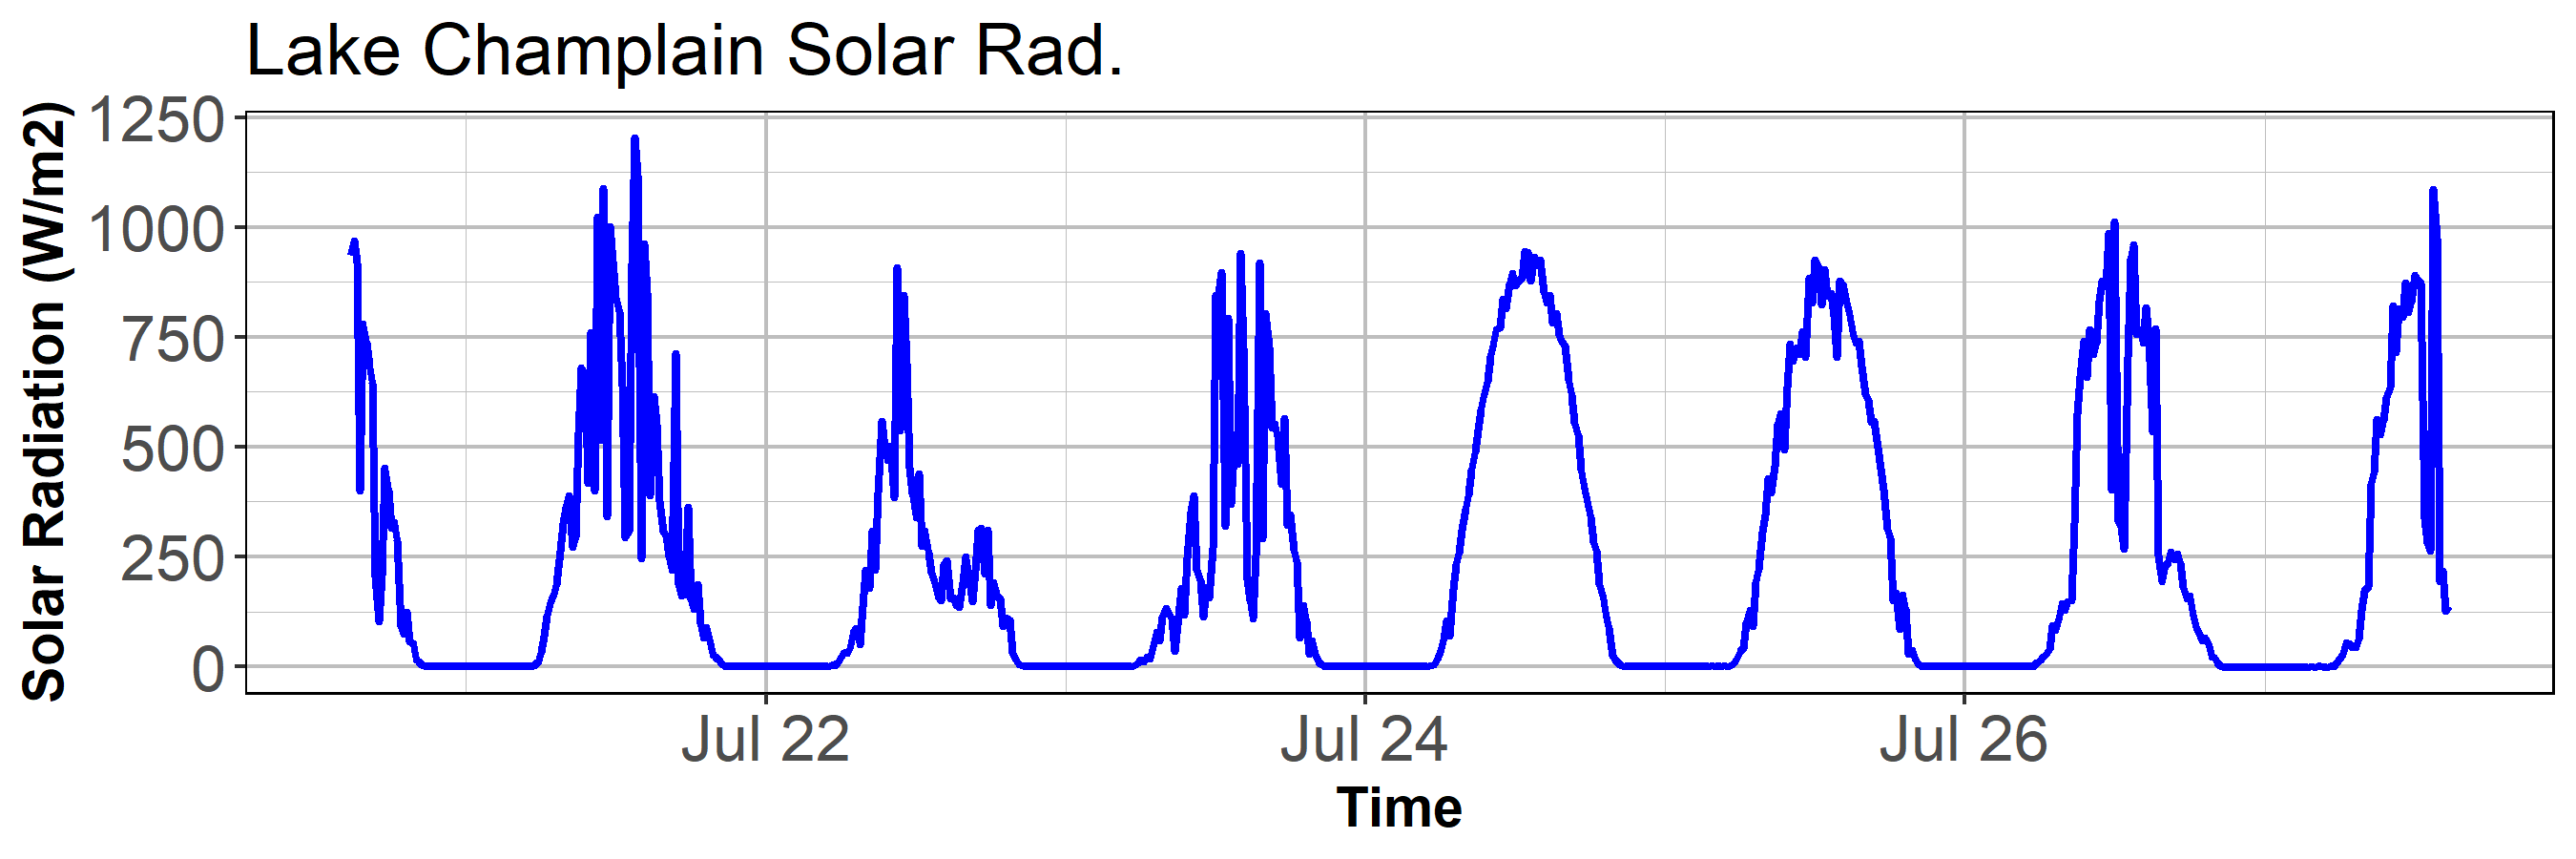 Lake Champlain Solar Rad.
Solar Radiation (W/m2)
1250
1000
750
500
250
0
Jul 22
Jul 24
Jul 26
Time